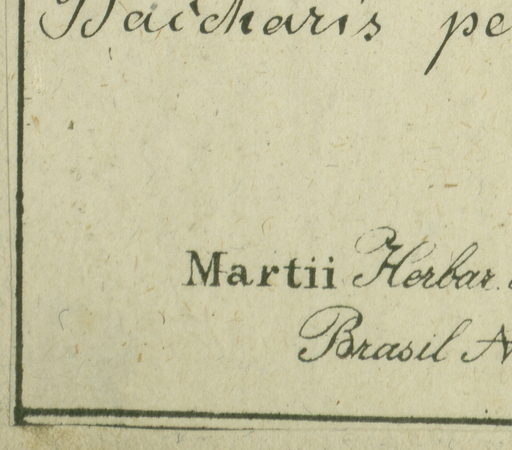 Baccharis pe
Martii Herbar.
Brasil N